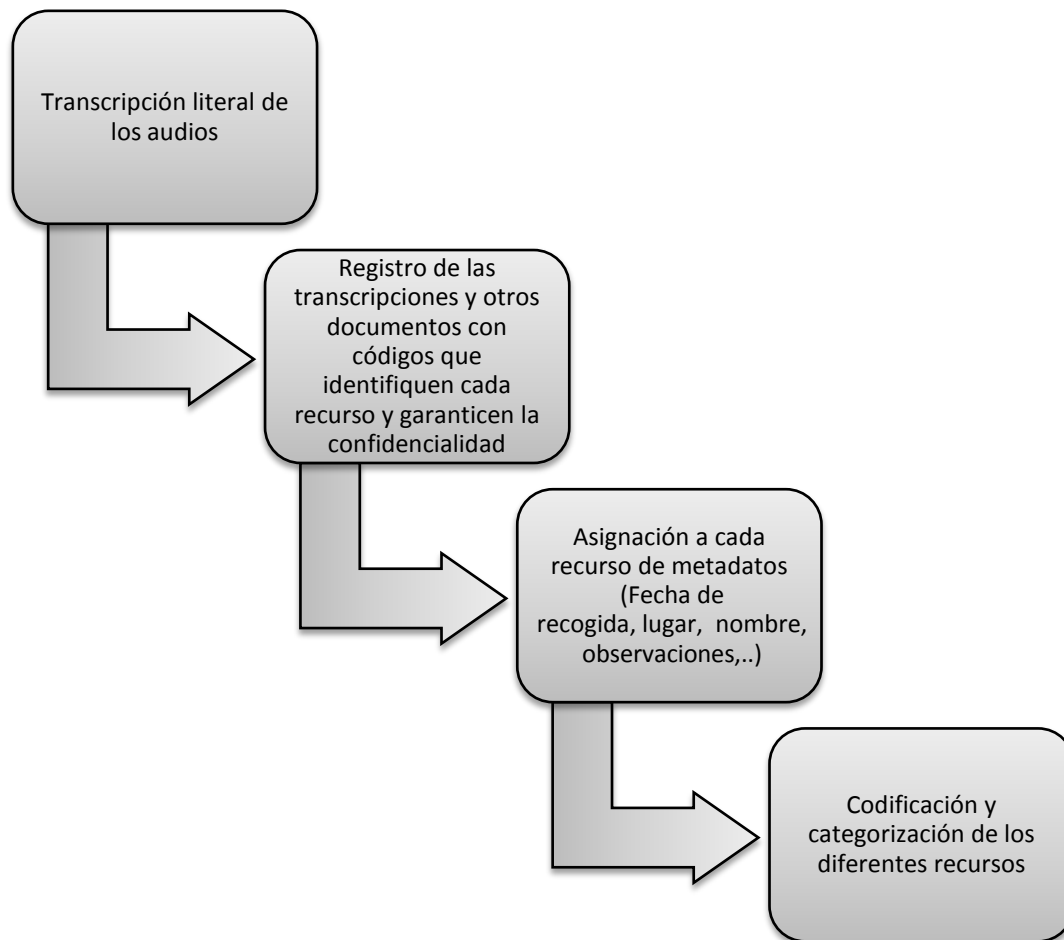 Transcripción literal de
los audios
Registro de las
transcripciones y otros
documentos con
códigos que
identifiquen cada
recurso y garanticen la
confidencialidad
Asignación a cada
recurso de metadatos
(Fecha de
recogida, lugar,  nombre,
observaciones,..)
Codificación y
categorización de los
diferentes recursos